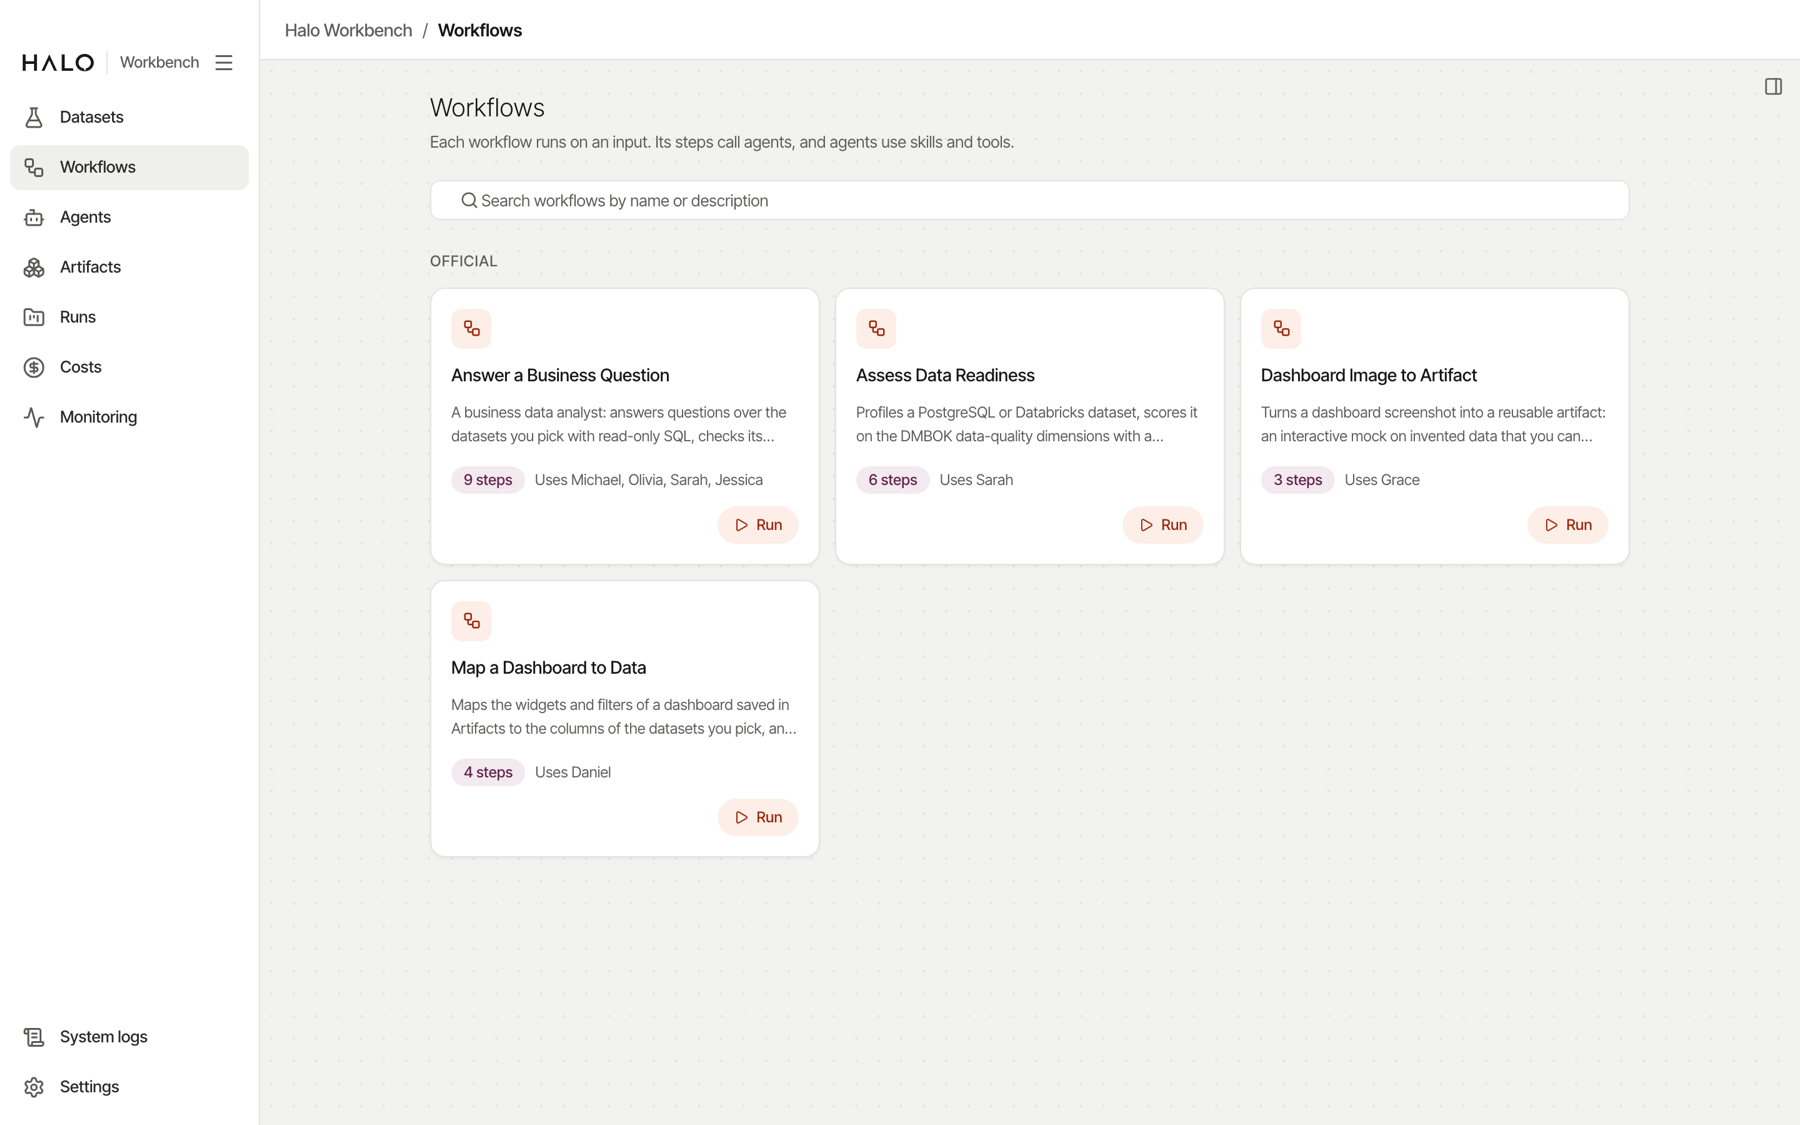 Halo Workbench / Workflows
HALO Workbench
Datasets
Workflows
Agents
Artifacts
Runs
Costs
Monitoring
System logs
Settings
Workflows
Each workflow runs on an input. Its steps call agents, and agents use skills and tools.
Search workflows by name or description
OFFICIAL
Answer a Business Question
A business data analyst: answers questions over the
datasets you pick with read-only SQL, checks its...
9 steps Uses Michael, Olivia, Sarah, Jessica
Run
Assess Data Readiness
Profiles a PostgreSQL or Databricks dataset, scores it
on the DMBOK data-quality dimensions with a...
6 steps Uses Sarah
Run
Dashboard Image to Artifact
Turns a dashboard screenshot into a reusable artifact:
an interactive mock on invented data that you can...
3 steps Uses Grace
Run
Map a Dashboard to Data
Maps the widgets and filters of a dashboard saved in
Artifacts to the columns of the datasets you pick, an...
4 steps Uses Daniel
Run